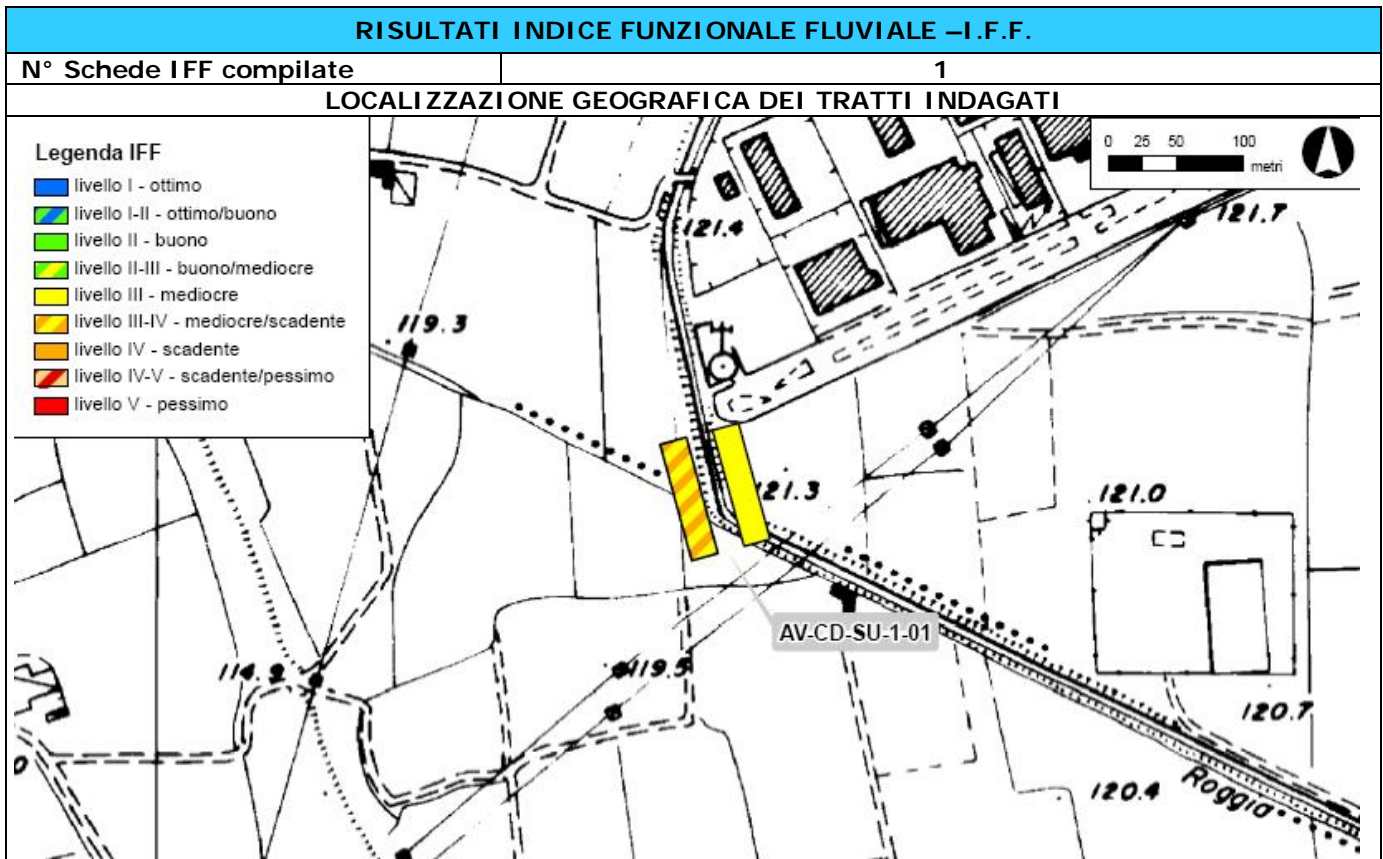 RISULTATI INDICE FUNZIONALE FLUVIALE –I.F.F.
N° Schede IFF compilate 1
LOCALIZZAZIONE GEOGRAFICA DEI TRATTI INDAGATI
Legenda IFF
livello I - ottimo
livello I-II - ottimo/buono
livello II - buono
livello II-III - buono/mediocre
livello III - mediocre
livello III-IV - mediocre/scadente
livello IV - scadente
livello IV-V - scadente/pessimo
livello V - pessimo
0 25 50 100
metri
121.4
121.7
119.3
121.3
121.0
AV-CD-SU-1-01
114.9
119.5
120.7
120.4
Roggia